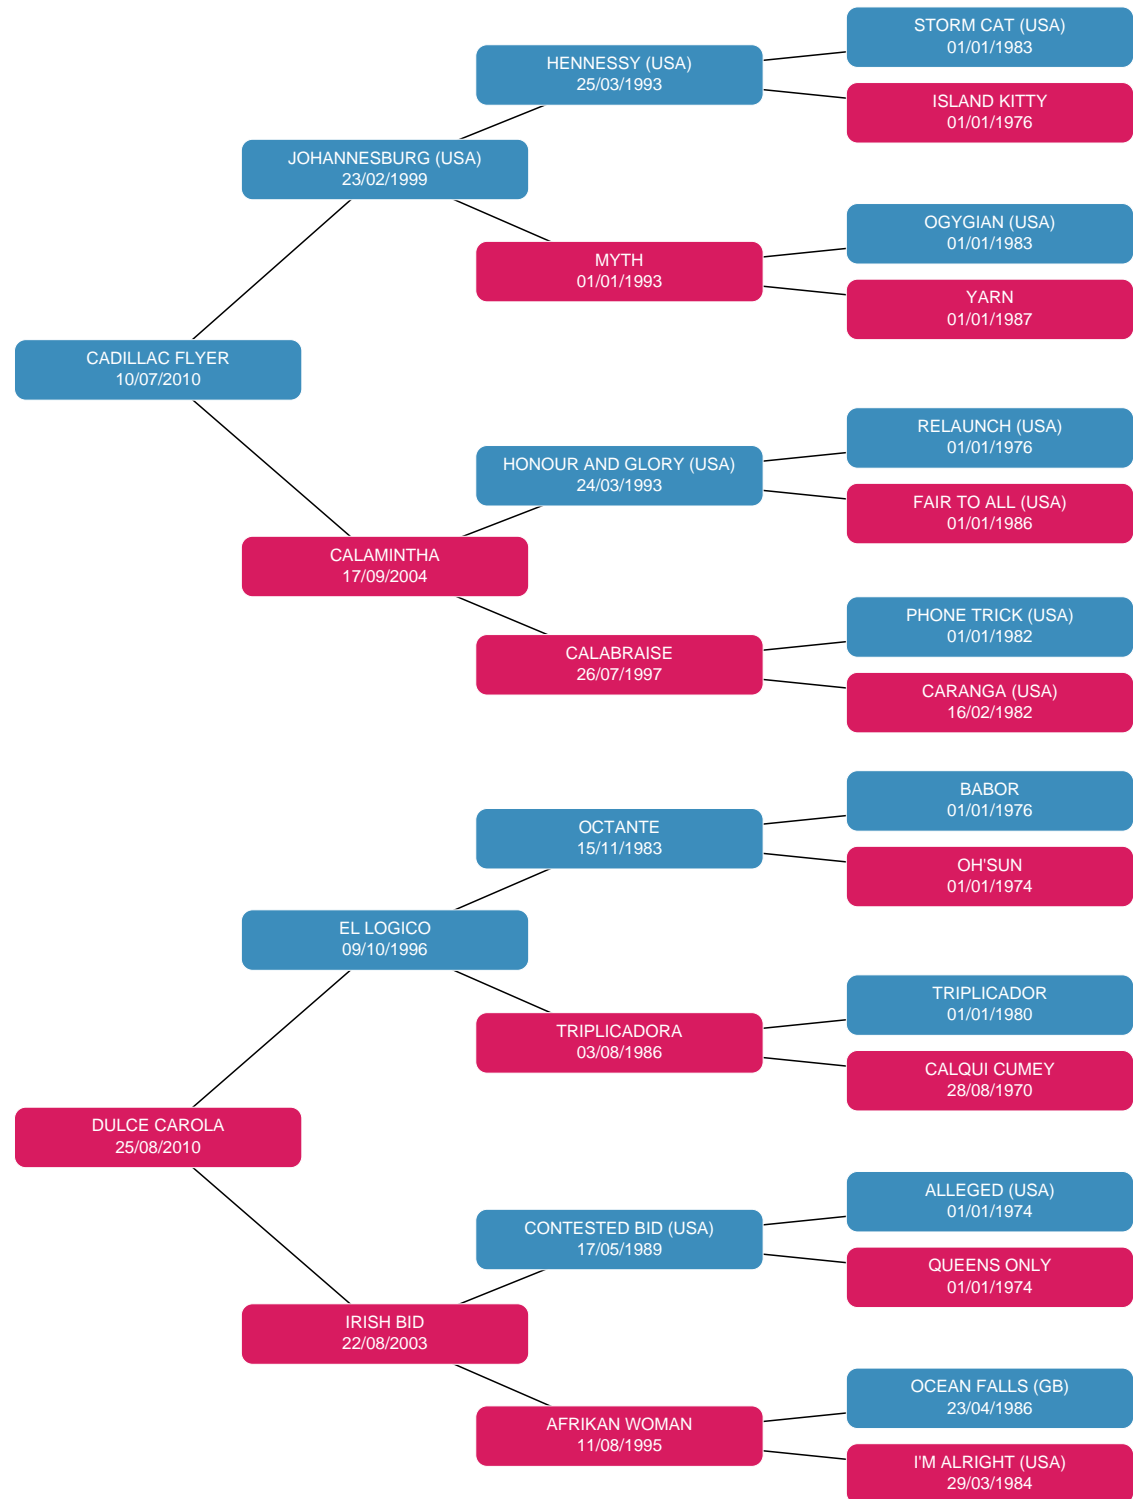 STORM CAT (USA)
01/01/1983
HENNESSY (USA)
25/03/1993
ISLAND KITTY
01/01/1976
JOHANNESBURG (USA)
23/02/1999
OGYGIAN (USA)
01/01/1983
MYTH
01/01/1993
YARN
01/01/1987
CADILLAC FLYER
10/07/2010
RELAUNCH (USA)
01/01/1976
HONOUR AND GLORY (USA)
24/03/1993
FAIR TO ALL (USA)
01/01/1986
CALAMINTHA
17/09/2004
PHONE TRICK (USA)
01/01/1982
CALABRAISE
26/07/1997
CARANGA (USA)
16/02/1982
BABOR
01/01/1976
OCTANTE
15/11/1983
OH'SUN
01/01/1974
EL LOGICO
09/10/1996
TRIPLICADOR
01/01/1980
TRIPLICADORA
03/08/1986
CALQUI CUMEY
28/08/1970
DULCE CAROLA
25/08/2010
ALLEGED (USA)
01/01/1974
CONTESTED BID (USA)
17/05/1989
QUEENS ONLY
01/01/1974
IRISH BID
22/08/2003
OCEAN FALLS (GB)
23/04/1986
AFRIKAN WOMAN
11/08/1995
I'M ALRIGHT (USA)
29/03/1984